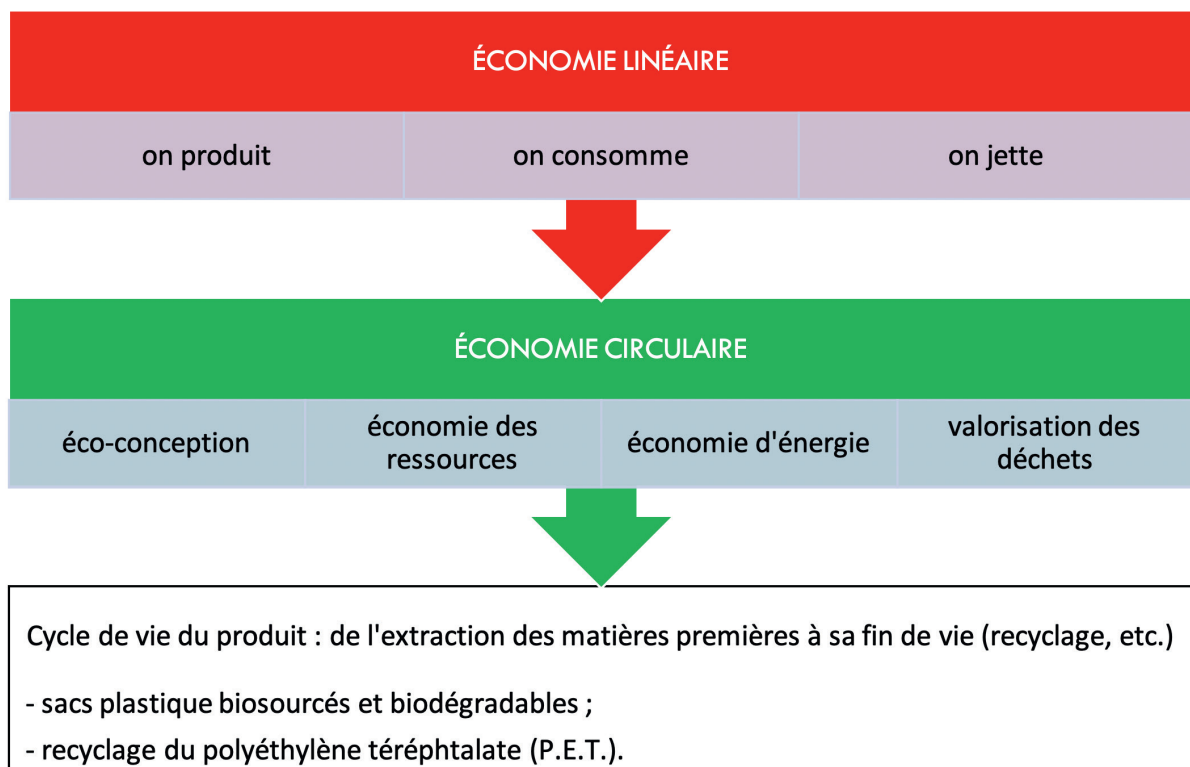 ÉCONOMIE LINÉAIRE
on produit
on consomme
on jette
ÉCONOMIE CIRCULAIRE
éco-conception
économie des
ressources
économie d'énergie
valorisation des
déchets
Cycle de vie du produit : de l'extraction des matières premières à sa fin de vie (recyclage, etc.)
- sacs plastique biosourcés et biodégradables ;
- recyclage du polyéthylène téréphtalate (P.E.T.).